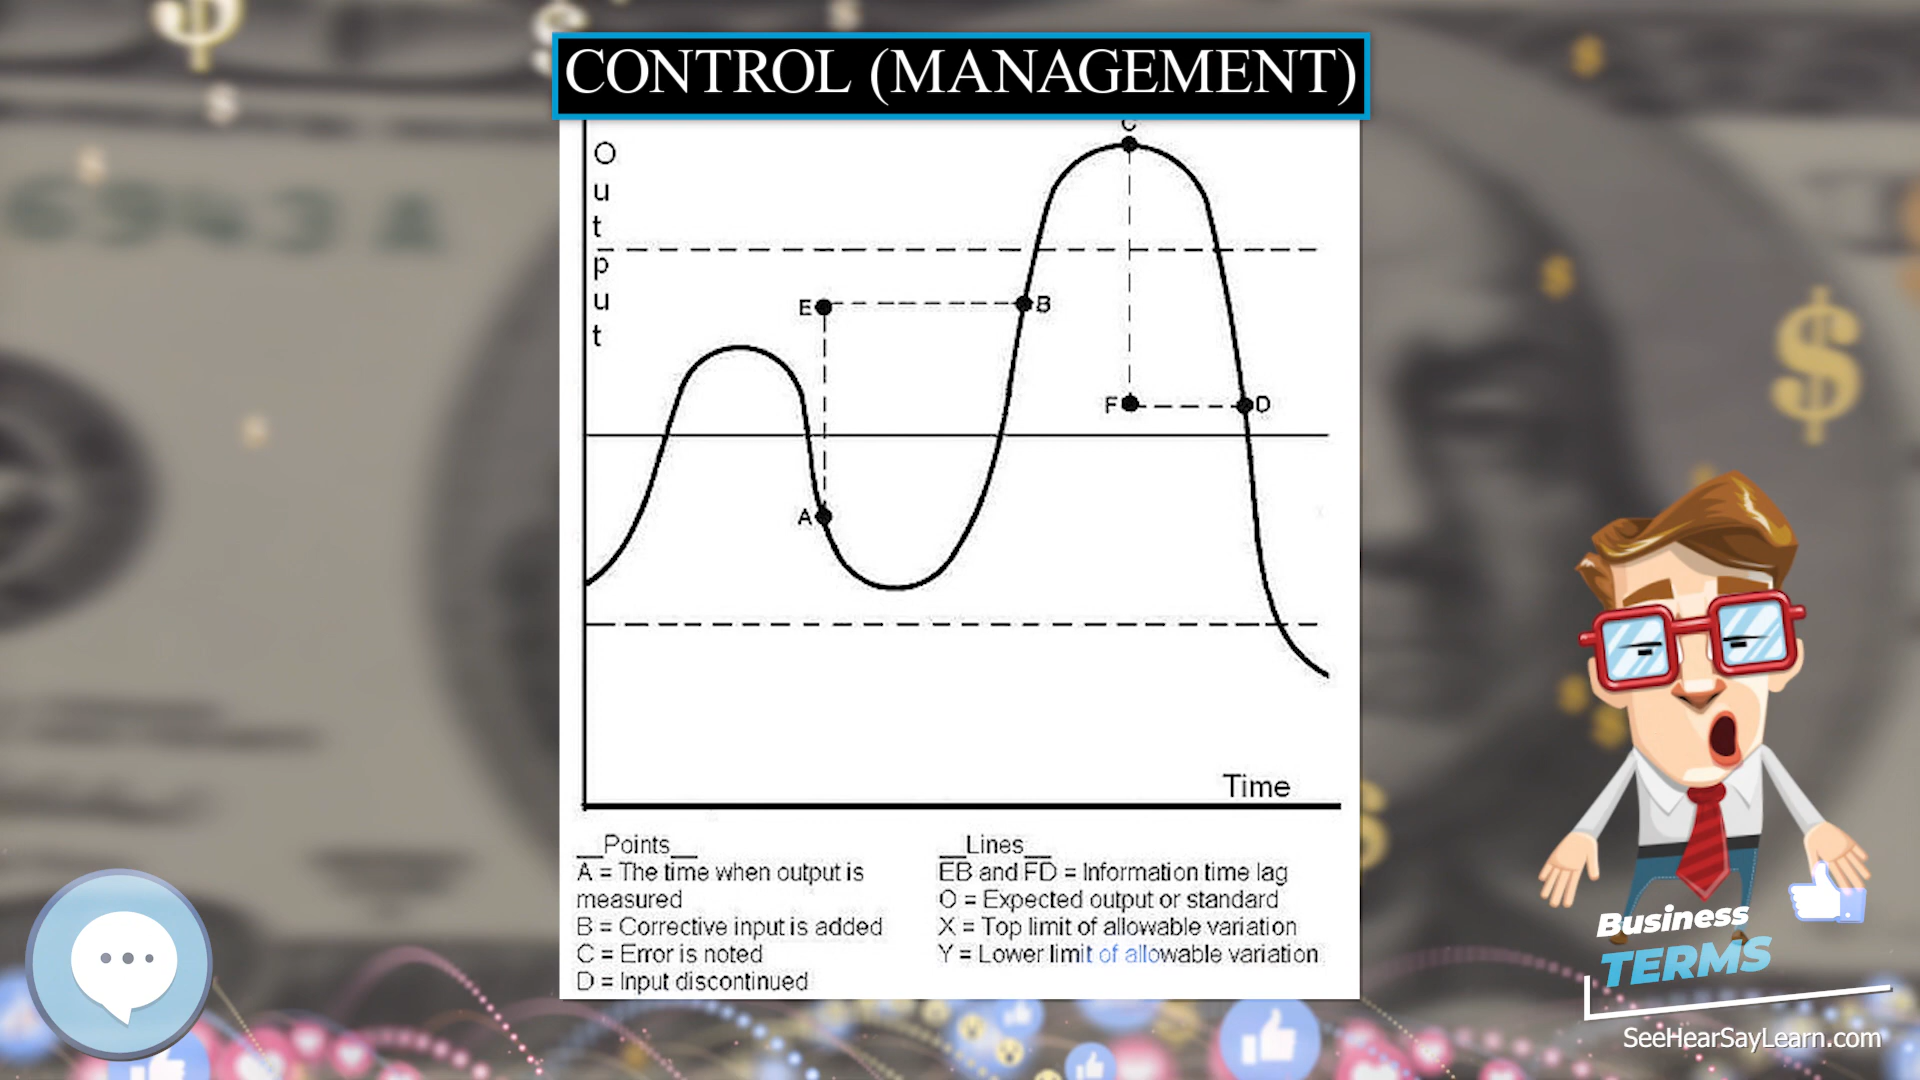 CONTROL (MANAGEMENT)
C
Output
E
B
F
D
A
Time
Points
A = The time when output is
measured
B = Corrective input is added
C = Error is noted
D = Input discontinued
Lines
EB and FD = Information time lag
O = Expected output or standard
X = Top limit of allowable variation
Y = Lower limit of allowable variation
6943 A
Business
TERMS
SeeHearSayLearn.com